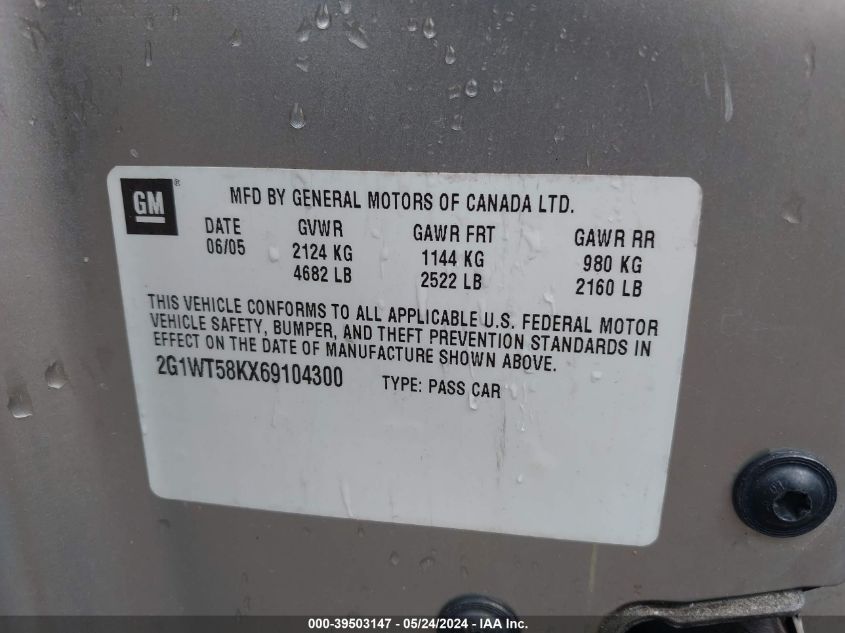 GM®
MFD BY GENERAL MOTORS OF CANADA LTD.
DATE GVWR GAWR FRT GAWR RR
06/05 2124 KG 1144 KG 980 KG
4682 LB 2522 LB 2160 LB
THIS VEHICLE CONFORMS TO ALL APPLICABLE U.S. FEDERAL MOTOR
VEHICLE SAFETY, BUMPER, AND THEFT PREVENTION STANDARDS IN
EFFECT ON THE DATE OF MANUFACTURE SHOWN ABOVE.
2G1WT58KX69104300 TYPE: PASS CAR
000-39503147 - 05/24/2024 - IAA Inc.